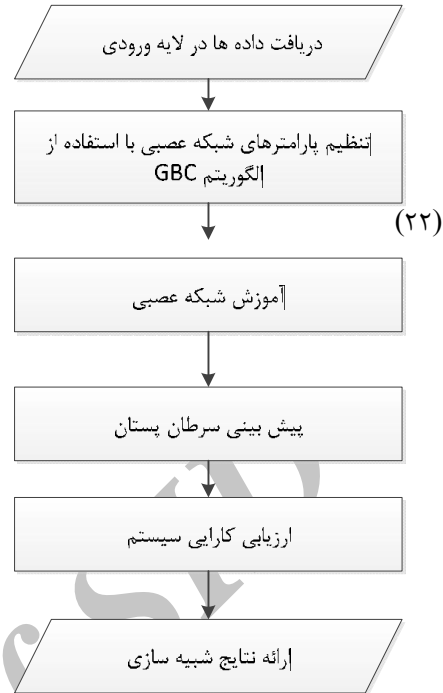 دریافت داده ها در لایه ورودی
تنظیم پارامترهای شبکه عصبی با استفاده از
الگوریتم GBC
(۲۲)
آموزش شبکه عصبی
پیش بینی سرطان پستان
ارزیابی کارایی سیستم
ارائه نتایج شبیه سازی